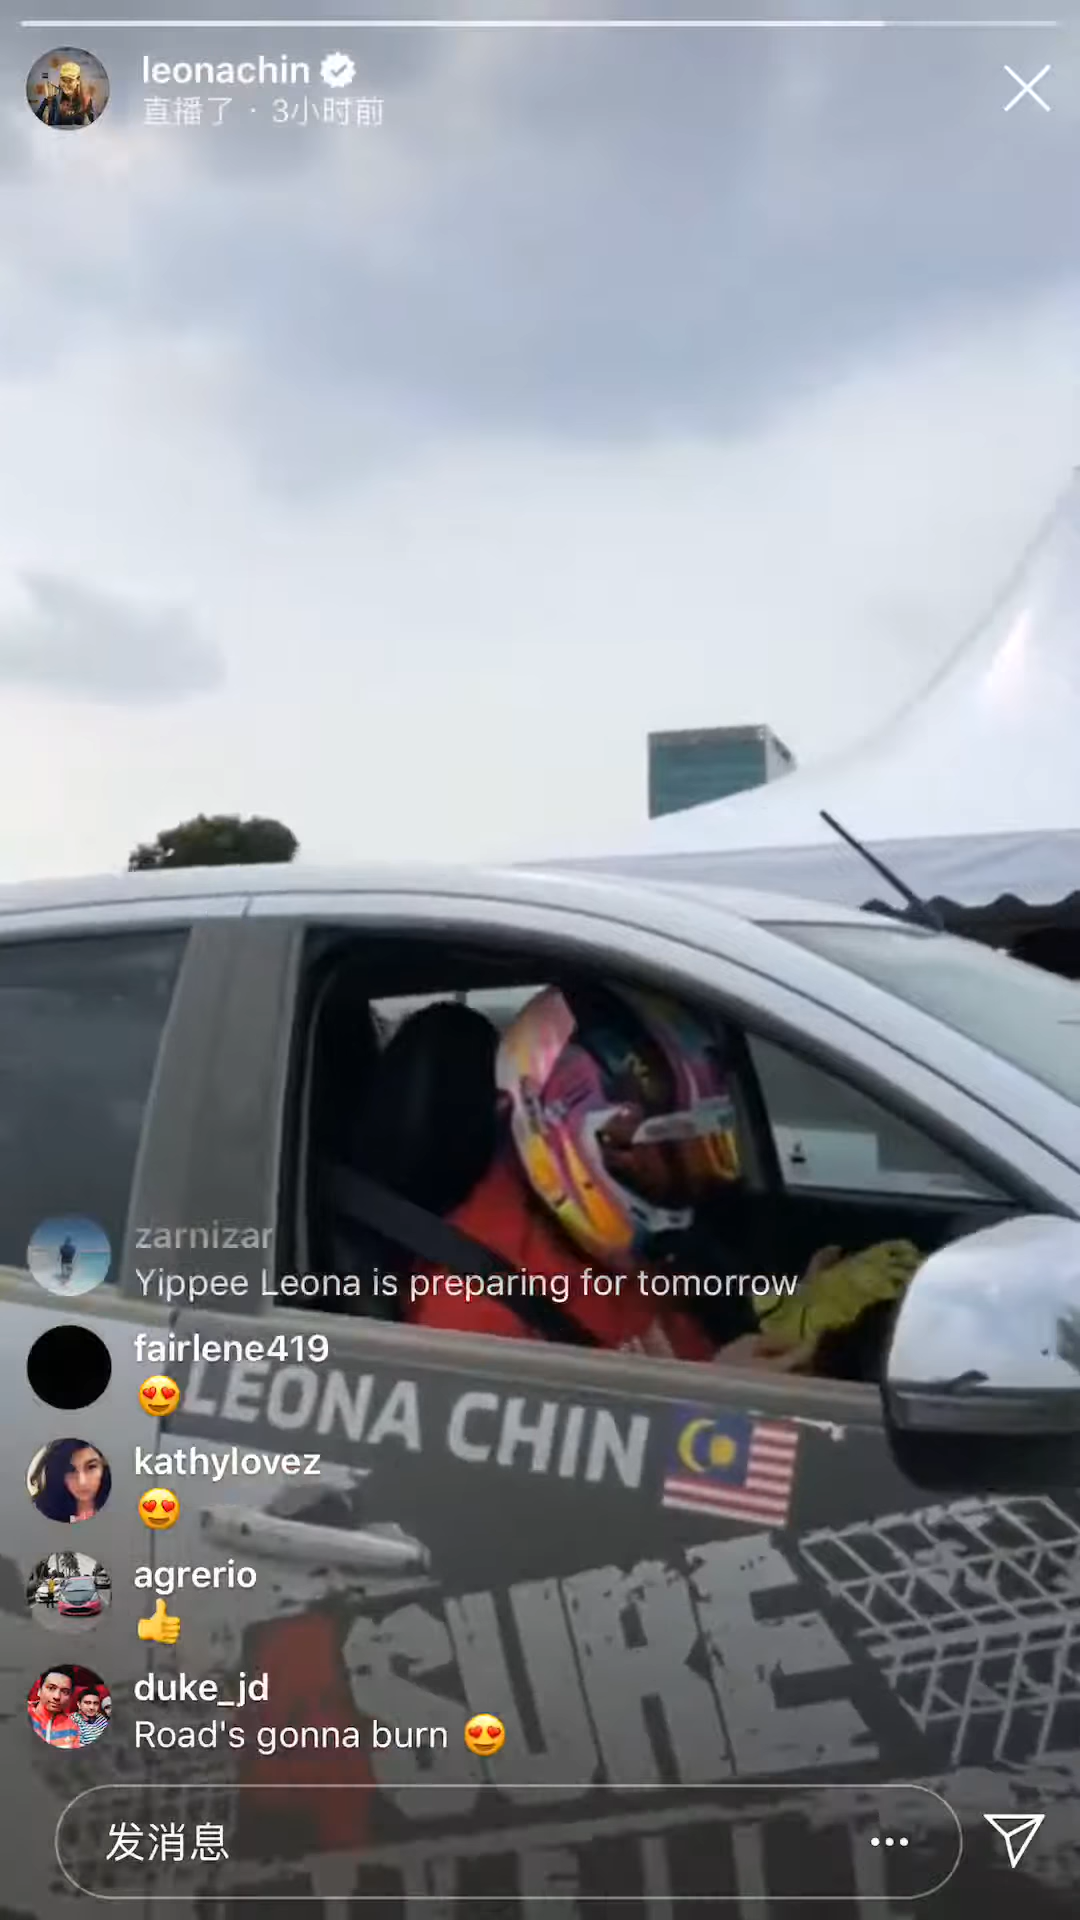 leonachin
直播了 · 3小时前
zarnizar
Yippee Leona is preparing for tomorrow
fairlene419
😍
LEONA CHIN
kathylovez
😍
agrerio
👍
4SURE
duke_jd
Road's gonna burn 😍
发消息